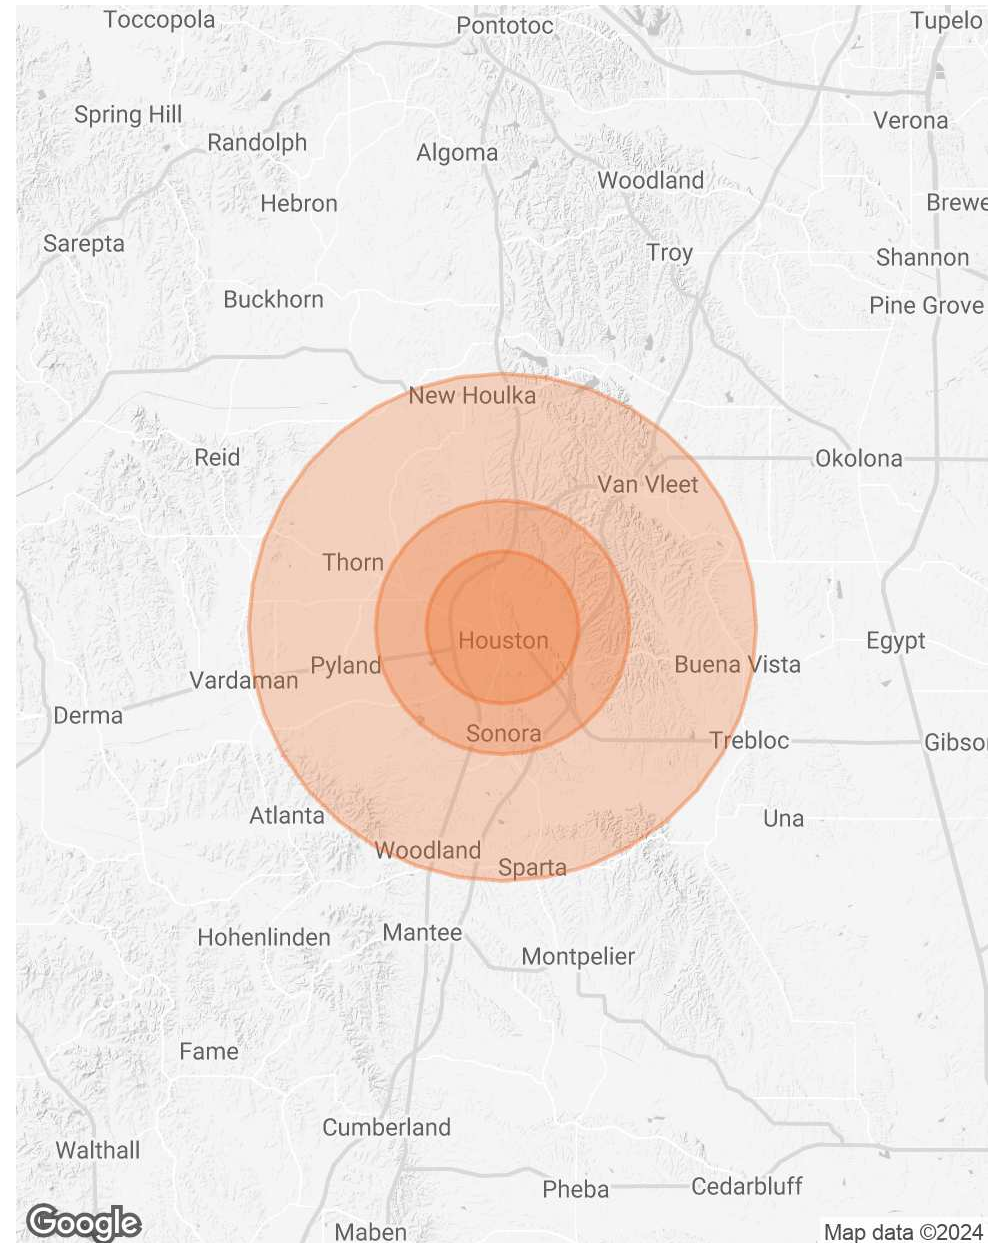 Toccopola
Pontotoc
Tupelo
Spring Hill
Verona
Randolph
Algoma
Woodland
Hebron
Brewe
Sarepta
Troy
Shannon
Buckhorn
Pine Grove
New Houlka
Reid
Okolona
Van Vleet
Thorn
Houston
Egypt
Pyland
Buena Vista
Vardaman
Derma
Sonora
Trebloc
Gibso
Atlanta
Una
Woodland
Sparta
Mantee
Hohenlinden
Montpelier
Fame
Cumberland
Walthall
Pheba
Cedarbluff
Google
Maben
Map data ©2024